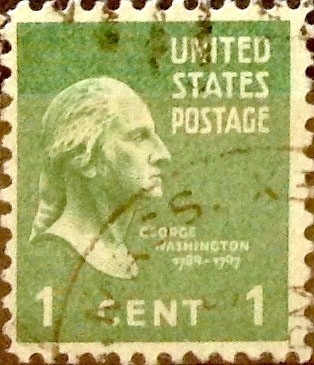 UNITED
STATES
POSTAGE
GEORGE
WASHINGTON
1789-1797
1 CENT 1